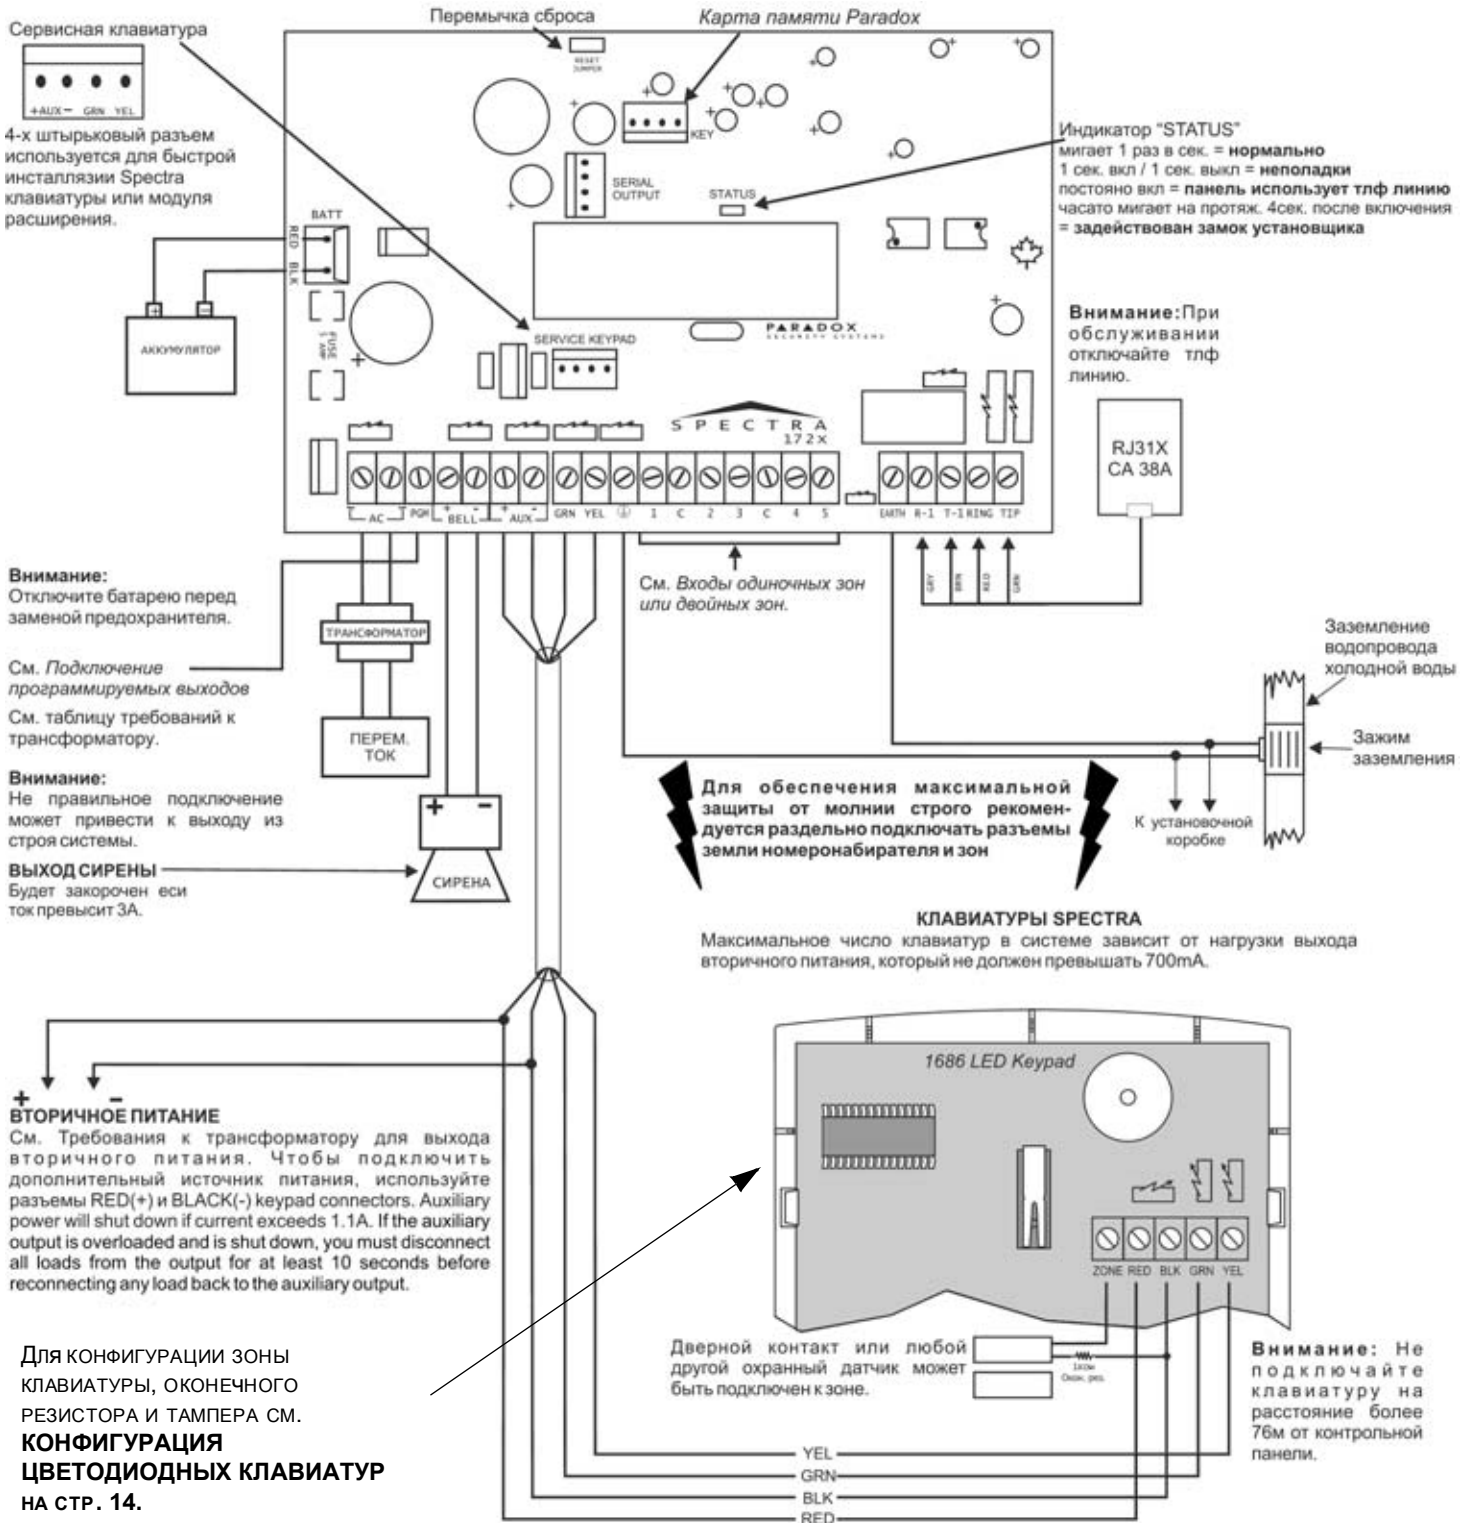 Перемычка сброса
Карта памяти Paradox
Сервисная клавиатура
+AUX− GRN YEL
4-х штырьковый разъем
используется для быстрой
инсталлязии Spectra
клавиатуры или модуля
расширения.
RESET
JUMPER
KEY
SERIAL
OUTPUT
STATUS
Индикатор “STATUS”
мигает 1 раз в сек. = нормально
1 сек. вкл / 1 сек. выкл = неполадки
постояно вкл = панель использует тлф линию
часато мигает на протяж. 4сек. после включения
= задействован замок установщика
BATT
RED
BLK
+ −
АККУМУЛЯТОР
FUSE
5 AMP
SERVICE KEYPAD
PARADOX
SECURITY SYSTEMS
Внимание:При
обслуживании
отключайте тлф
линию.
SPECTRA
172X
RJ31X
CA 38A
AC PGM + BELL - + AUX - GRN YEL 1 C 2 3 C 4 5
EARTH R-1 T-1 RING TIP
GRY
BRN
RED
GRN
См. Входы одиночных зон
или двойных зон.
Внимание:
Отключите батарею перед
заменой предохранителя.
См. Подключение
программируемых выходов
См. таблицу требований к
трансформатору.
ТРАНСФОРМАТОР
ПЕРЕМ.
ТОК
Внимание:
Не правильное подключение
может привести к выходу из
строя системы.
ВЫХОД СИРЕНЫ
Будет закорочен еси
ток превысит 3А.
+ −
СИРЕНА
Заземление
водопровода
холодной воды
Зажим
заземления
К установочной
коробке
Для обеспечения максимальной
защиты от молнии строго рекомен-
дуется раздельно подключать разъемы
земли номеронабирателя и зон
КЛАВИАТУРЫ SPECTRA
Максимальное число клавиатур в системе зависит от нагрузки выхода
вторичного питания, который не должен превышать 700mA.
+ −
ВТОРИЧНОЕ ПИТАНИЕ
См. Требования к трансформатору для выхода
вторичного питания. Чтобы подключить
дополнительный источник питания, используйте
разъемы RED(+) и BLACK(-) keypad connectors. Auxiliary
power will shut down if current exceeds 1.1A. If the auxiliary
output is overloaded and is shut down, you must disconnect
all loads from the output for at least 10 seconds before
reconnecting any load back to the auxiliary output.
1686 LED Keypad
ZONE RED BLK GRN YEL
Дверной контакт или любой
другой охранный датчик может
быть подключен к зоне.
1КОМ
Окон. рез.
Внимание: Не
подключайте
клавиатуру на
расстояние более
76м от контрольной
панели.
Для конфигурации зоны
клавиатуры, оконечного
резистора и тампера см.
КОНФИГУРАЦИЯ
ЦВЕТОДИОДНЫХ КЛАВИАТУР
на стр. 14.
YEL
GRN
BLK
RED